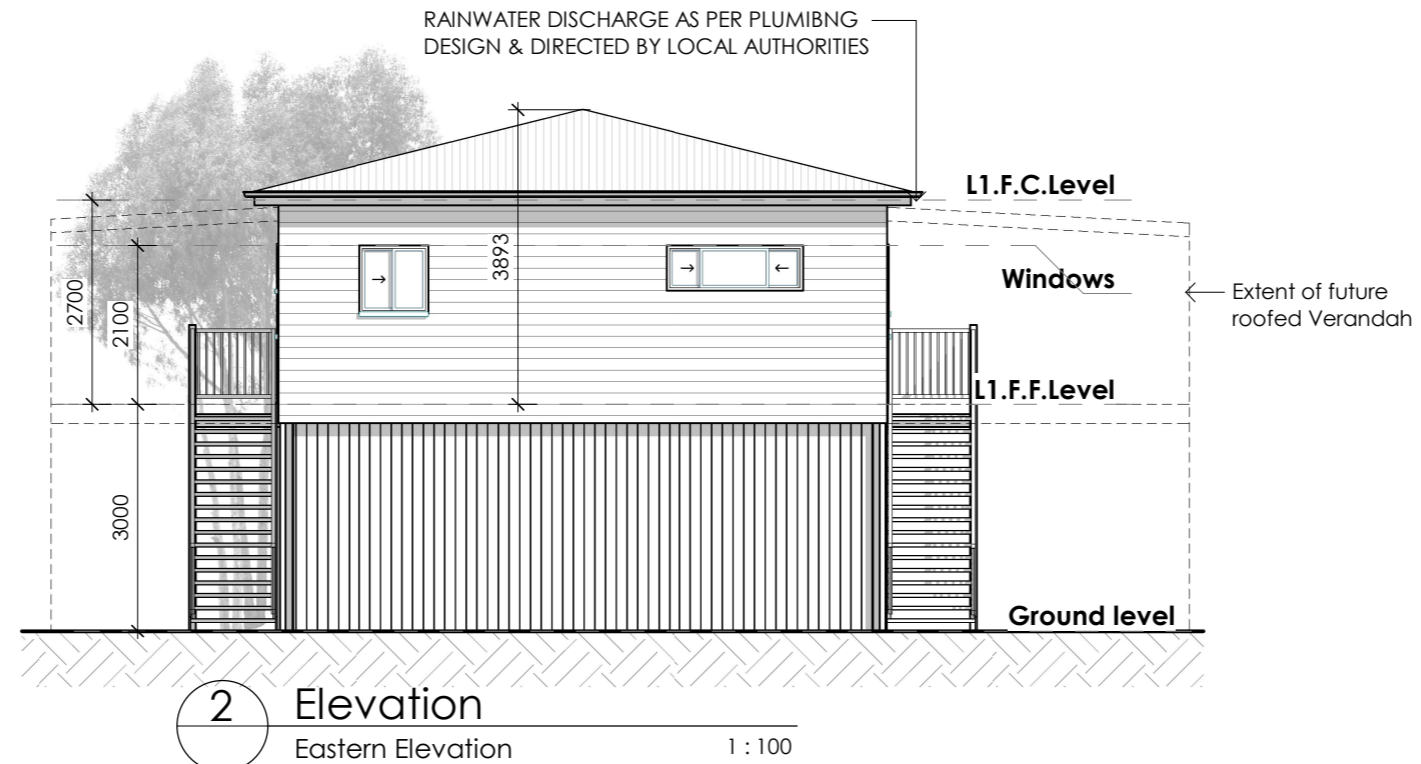 RAINWATER DISCHARGE AS PER PLUMIBNG
DESIGN & DIRECTED BY LOCAL AUTHORITIES
L1.F.C.Level
3893
2700
2100
Windows
Extent of future
roofed Verandah
L1.F.F.Level
3000
Ground level
2
Elevation
Eastern Elevation
1 : 100